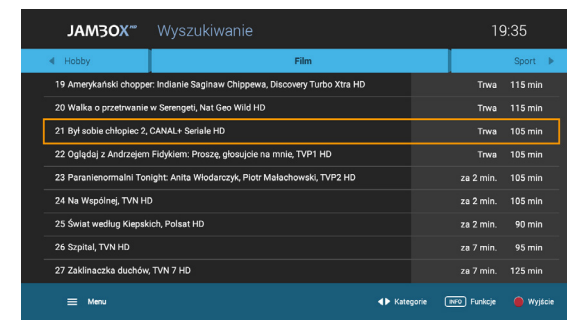 JAMBOX Wyszukiwanie 19:35
Hobby Film Sport
19 Amerykański chopper: Indianie Saginaw Chippewa, Discovery Turbo Xtra HD Trwa 115 min
20 Walka o przetrwanie w Serengeti, Nat Geo Wild HD Trwa 115 min
21 Był sobie chłopiec 2, CANAL+ Seriale HD Trwa 105 min
22 Oglądaj z Andrzejem Fidykiem: Proszę, głosujcie na mnie, TVP1 HD Trwa 105 min
23 Paranienormalni Tonight: Anita Włodarczyk, Piotr Małachowski, TVP2 HD za 2 min. 105 min
24 Na Wspólnej, TVN HD za 2 min. 105 min
25 Świat według Kiepskich, Polsat HD za 2 min. 90 min
26 Szpital, TVN HD za 7 min. 95 min
27 Zaklinaczka duchów, TVN 7 HD za 7 min. 125 min
Menu Kategorie INFO Funkcje Wyjście